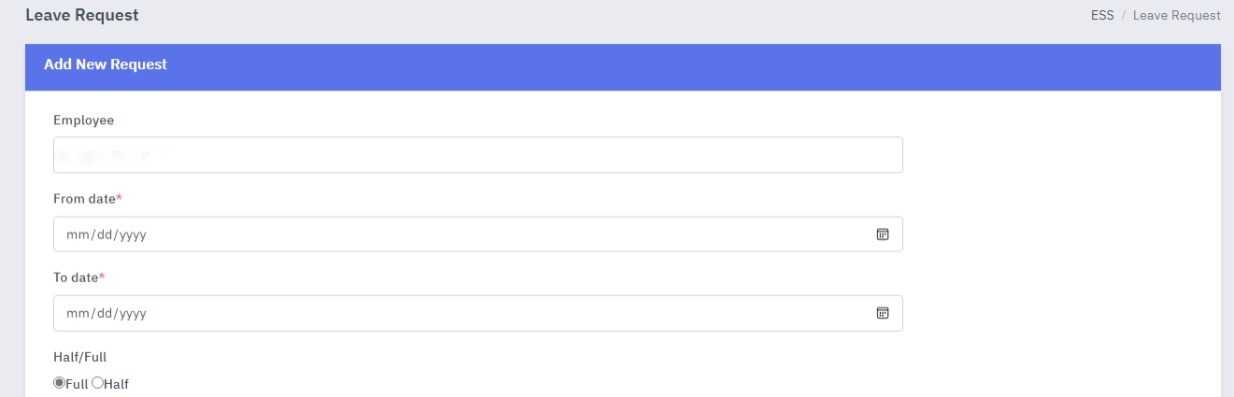 Leave Request
ESS / Leave Request
Add New Request
Employee
From date*
mm/dd/yyyy
To date*
mm/dd/yyyy
Half/Full
Full Half